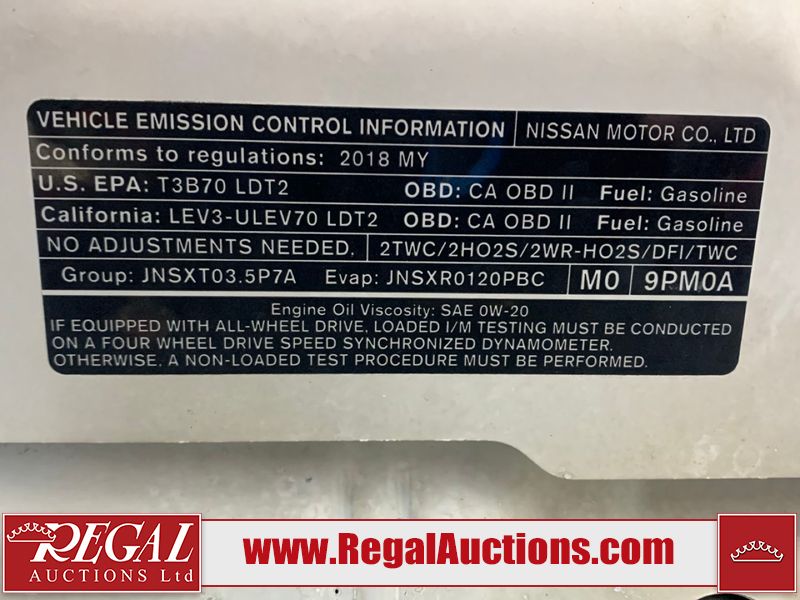 VEHICLE EMISSION CONTROL INFORMATION NISSAN MOTOR CO., LTD
Conforms to regulations: 2018 MY
U.S. EPA: T3B70 LDT2 OBD: CA OBD II Fuel: Gasoline
California: LEV3-ULEV70 LDT2 OBD: CA OBD II Fuel: Gasoline
NO ADJUSTMENTS NEEDED. 2TWC/2HO2S/2WR-HO2S/DFI/TWC
Group: JNSXT03.5P7A Evap: JNSXR0120PBC M0 9PM0A
Engine Oil Viscosity: SAE 0W-20
IF EQUIPPED WITH ALL-WHEEL DRIVE, LOADED I/M TESTING MUST BE CONDUCTED
ON A FOUR WHEEL DRIVE SPEED SYNCHRONIZED DYNAMOMETER.
OTHERWISE, A NON-LOADED TEST PROCEDURE MUST BE PERFORMED.
REGAL
AUCTIONS Ltd
www.RegalAuctions.com